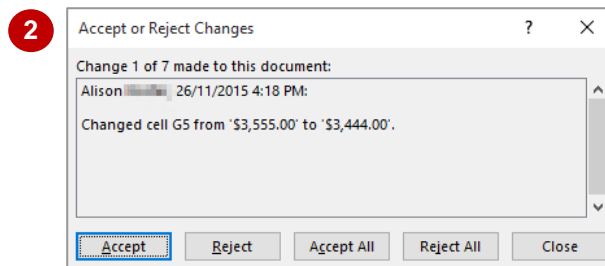 2
Accept or Reject Changes ? ×
Change 1 of 7 made to this document:
Alison 26/11/2015 4:18 PM:
Changed cell G5 from '$3,555.00' to '$3,444.00'.
Accept Reject Accept All Reject All Close